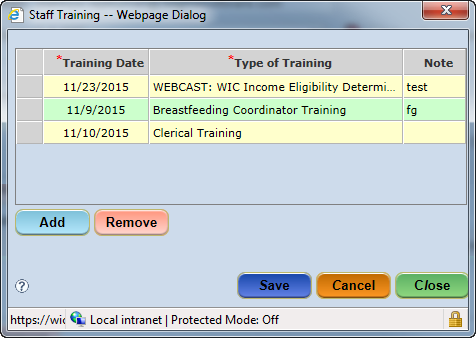 Staff Training -- Webpage Dialog
*Training Date *Type of Training Note
11/23/2015 WEBCAST: WIC Income Eligibility Determi... test
11/9/2015 Breastfeeding Coordinator Training fg
11/10/2015 Clerical Training
Add Remove
? Save Cancel Close
https://wic Local intranet | Protected Mode: Off